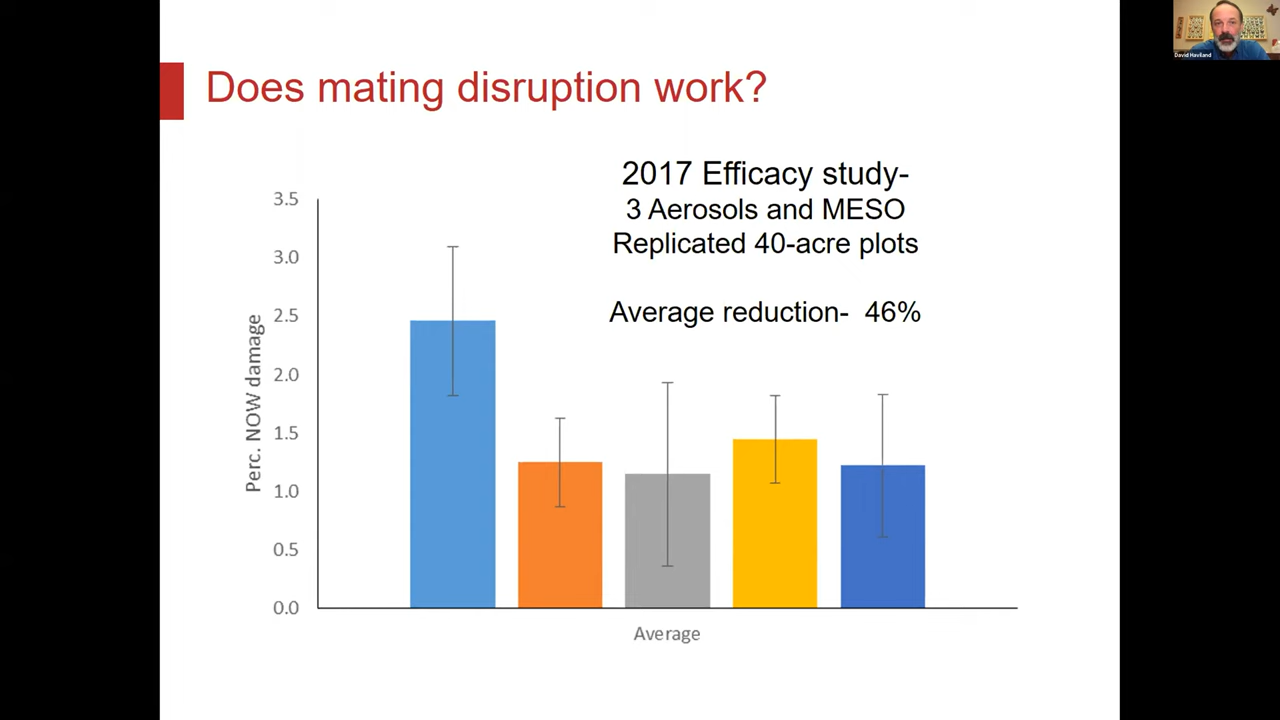 David Haviland
Does mating disruption work?
2017 Efficacy study-
3 Aerosols and MESO
Replicated 40-acre plots
Average reduction- 46%
Perc. NOW damage
3.5
3.0
2.5
2.0
1.5
1.0
0.5
0.0
Average